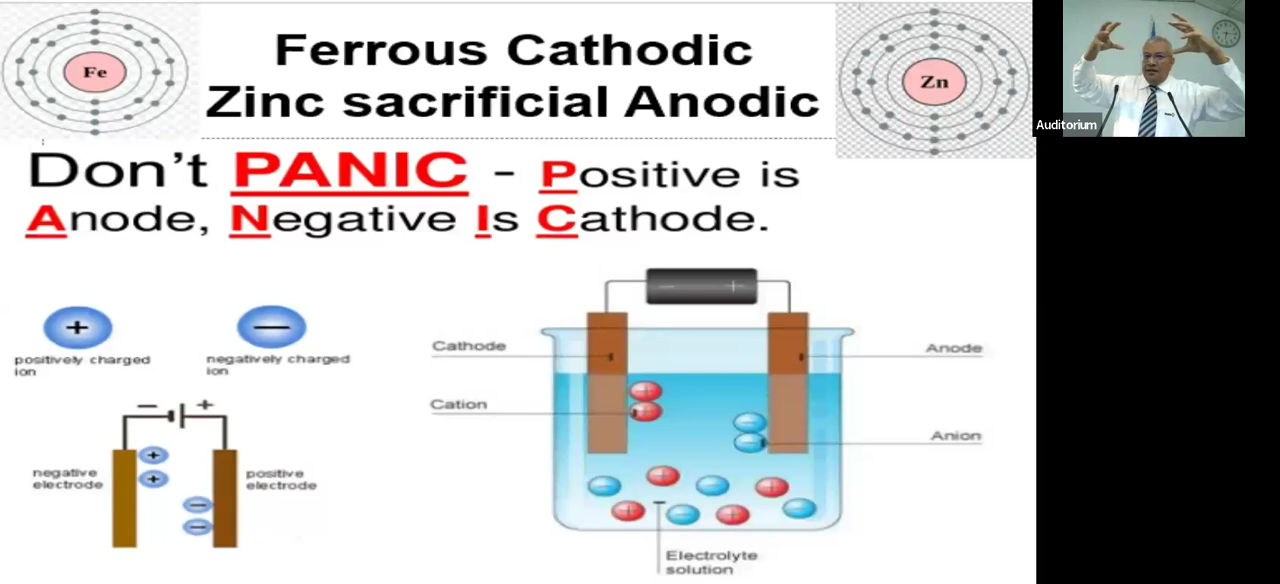 Fe
Ferrous Cathodic
Zinc sacrificial Anodic
Zn
Auditorium
Don't PANIC - Positive is
Anode, Negative Is Cathode.
+
—
positively charged
ion
negatively charged
ion
− +
Cathode
Anode
Cation
Anion
− +
negative
electrode
positive
electrode
Electrolyte
solution